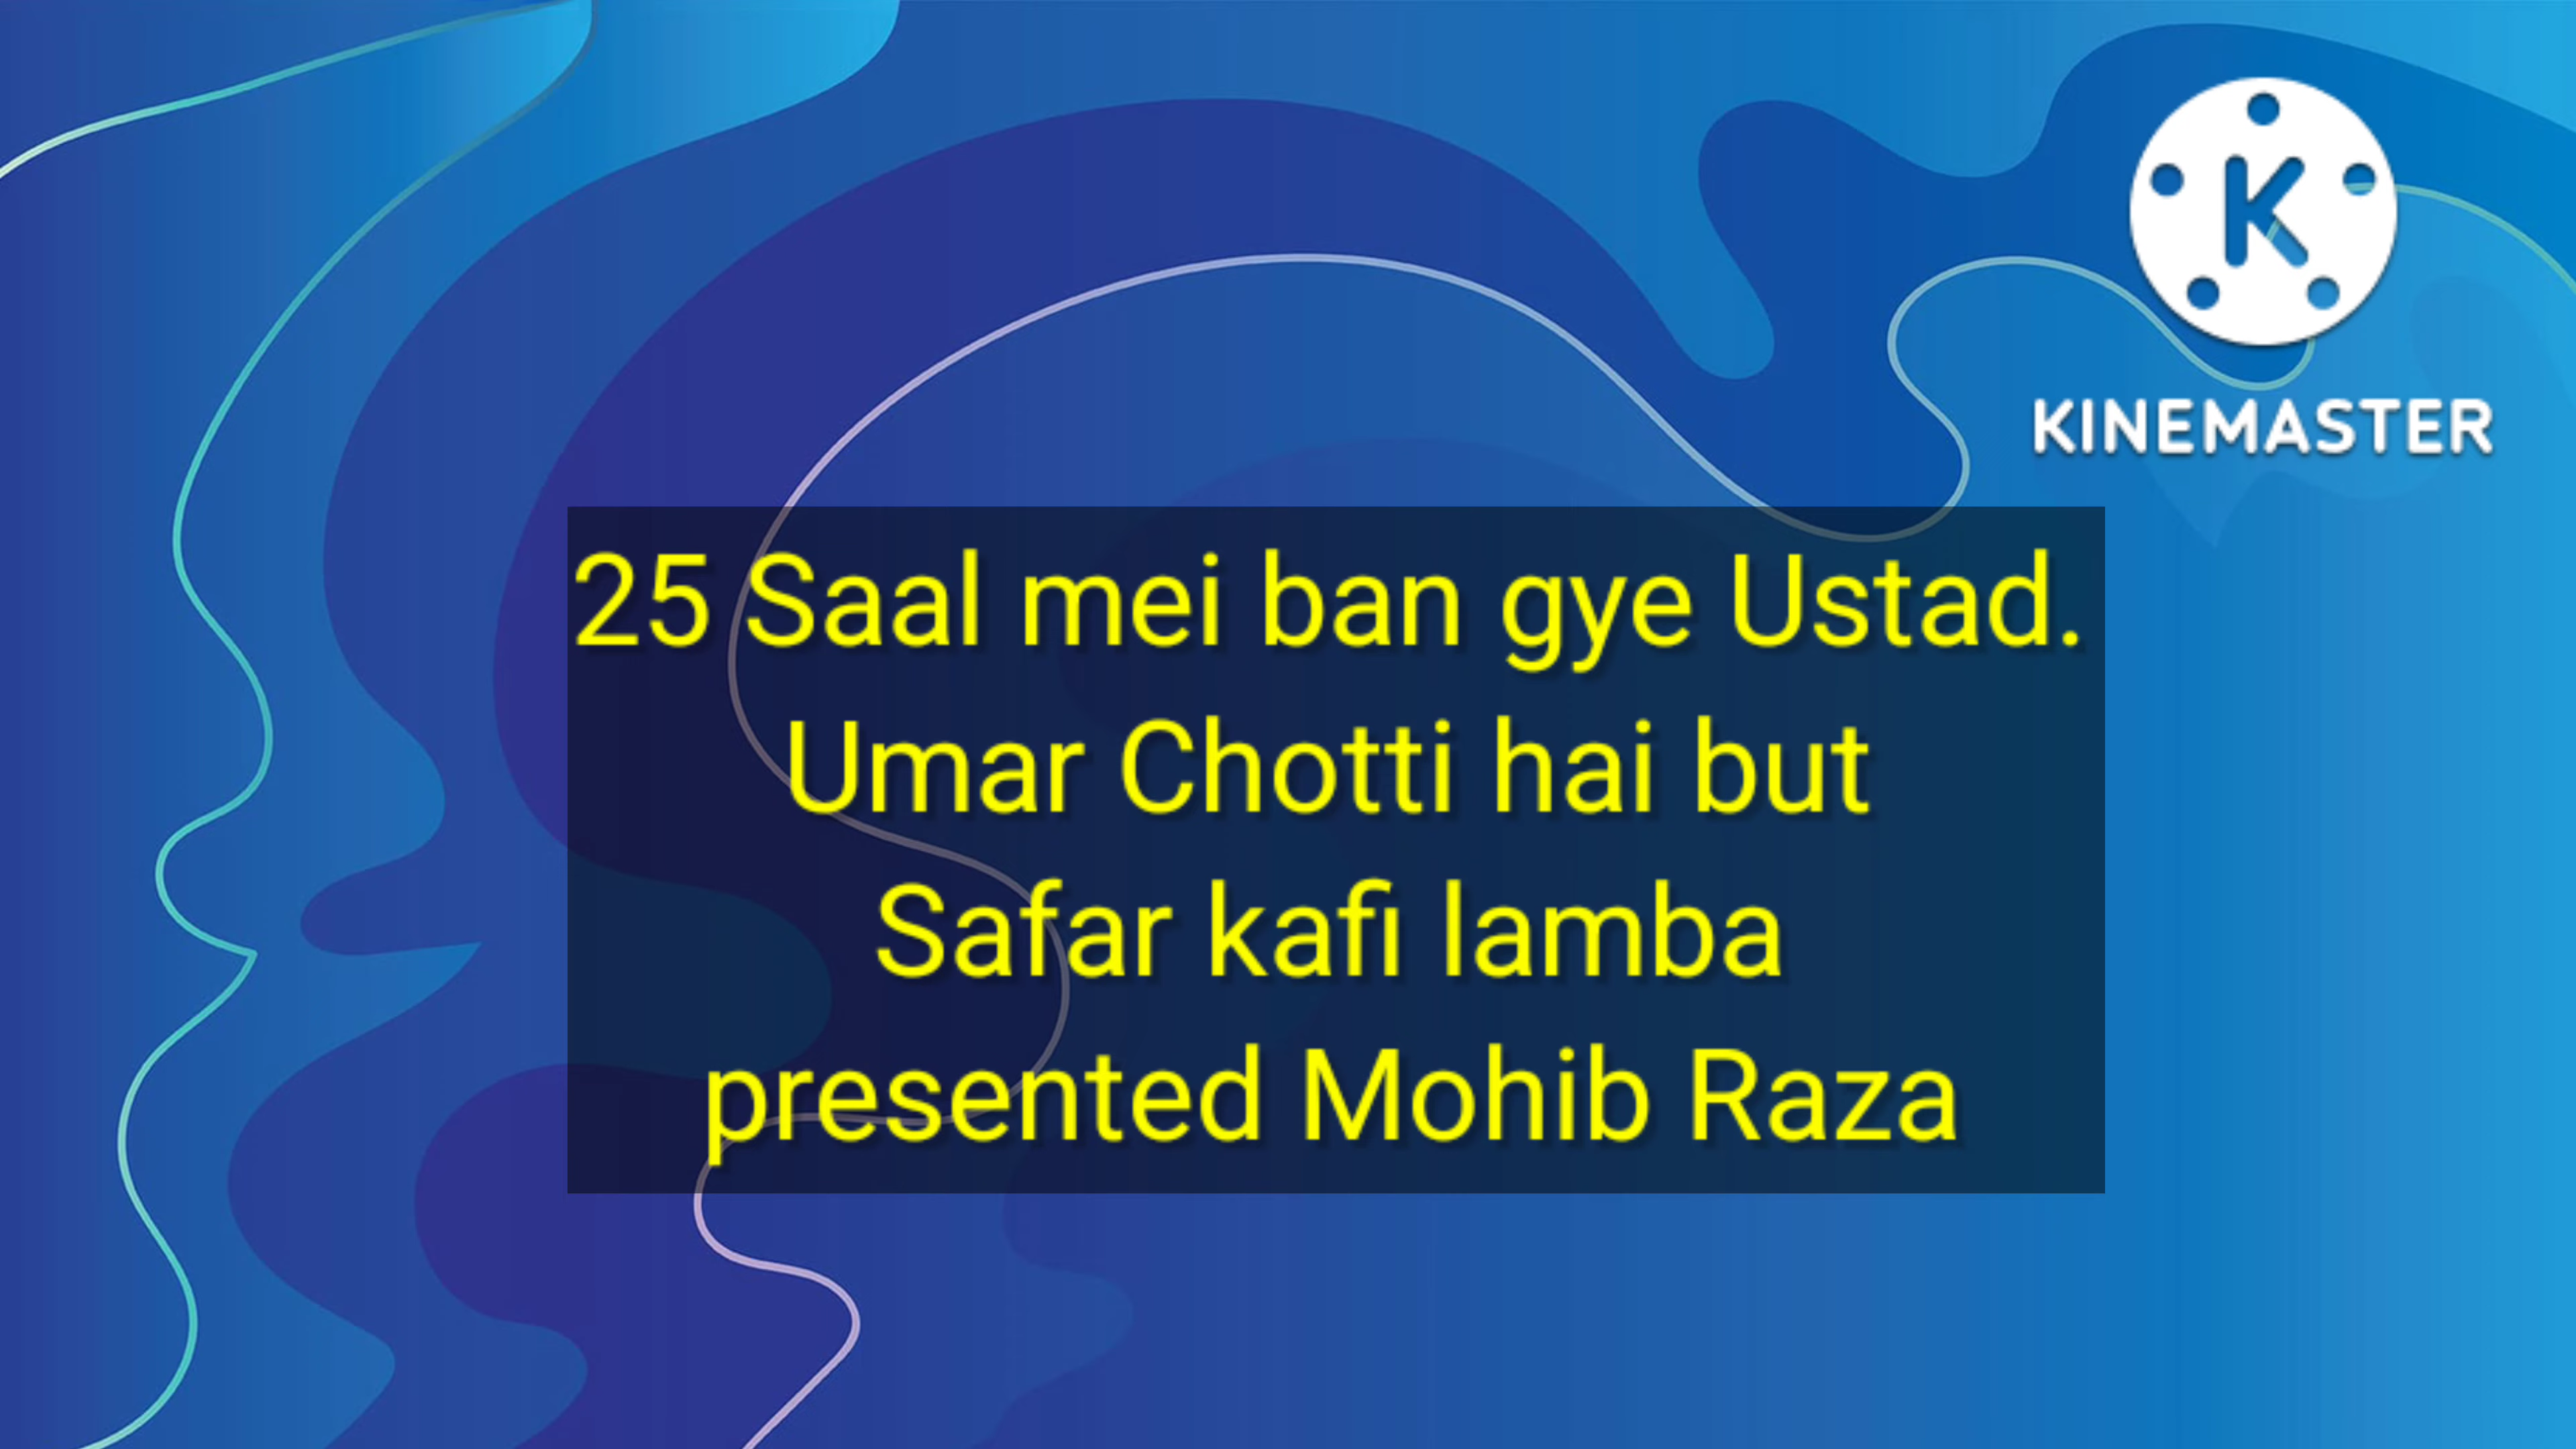 K
KINEMASTER
25 Saal mei ban gye Ustad.
Umar Chotti hai but
Safar kafi lamba
presented Mohib Raza